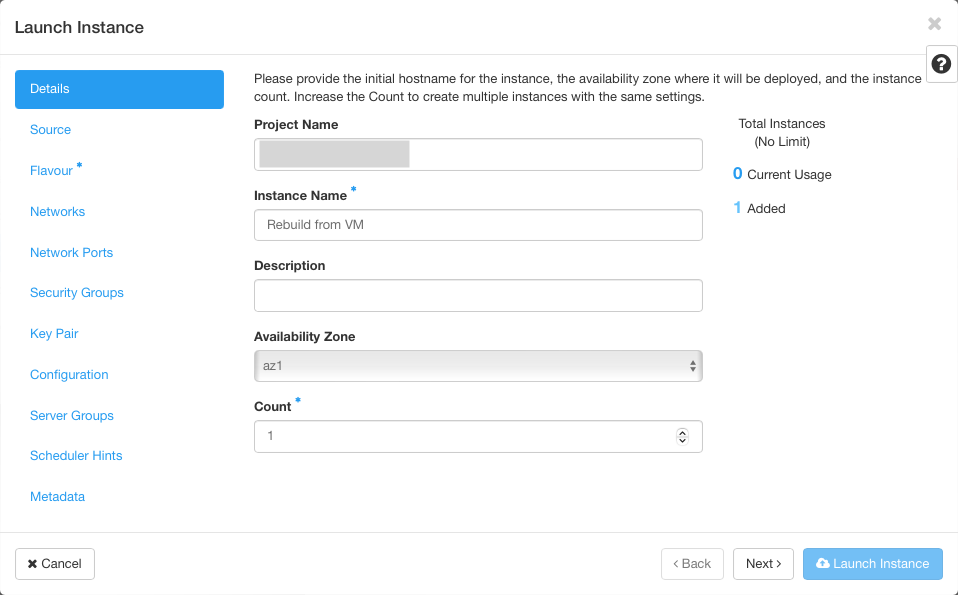 Launch Instance
Details
Source
Flavour *
Networks
Network Ports
Security Groups
Key Pair
Configuration
Server Groups
Scheduler Hints
Metadata
Please provide the initial hostname for the instance, the availability zone where it will be deployed, and the instance
count. Increase the Count to create multiple instances with the same settings.
Project Name
Instance Name *
Rebuild from VM
Description
Availability Zone
az1
Count *
1
Total Instances
(No Limit)
0 Current Usage
1 Added
✖ Cancel
‹ Back
Next ›
Launch Instance